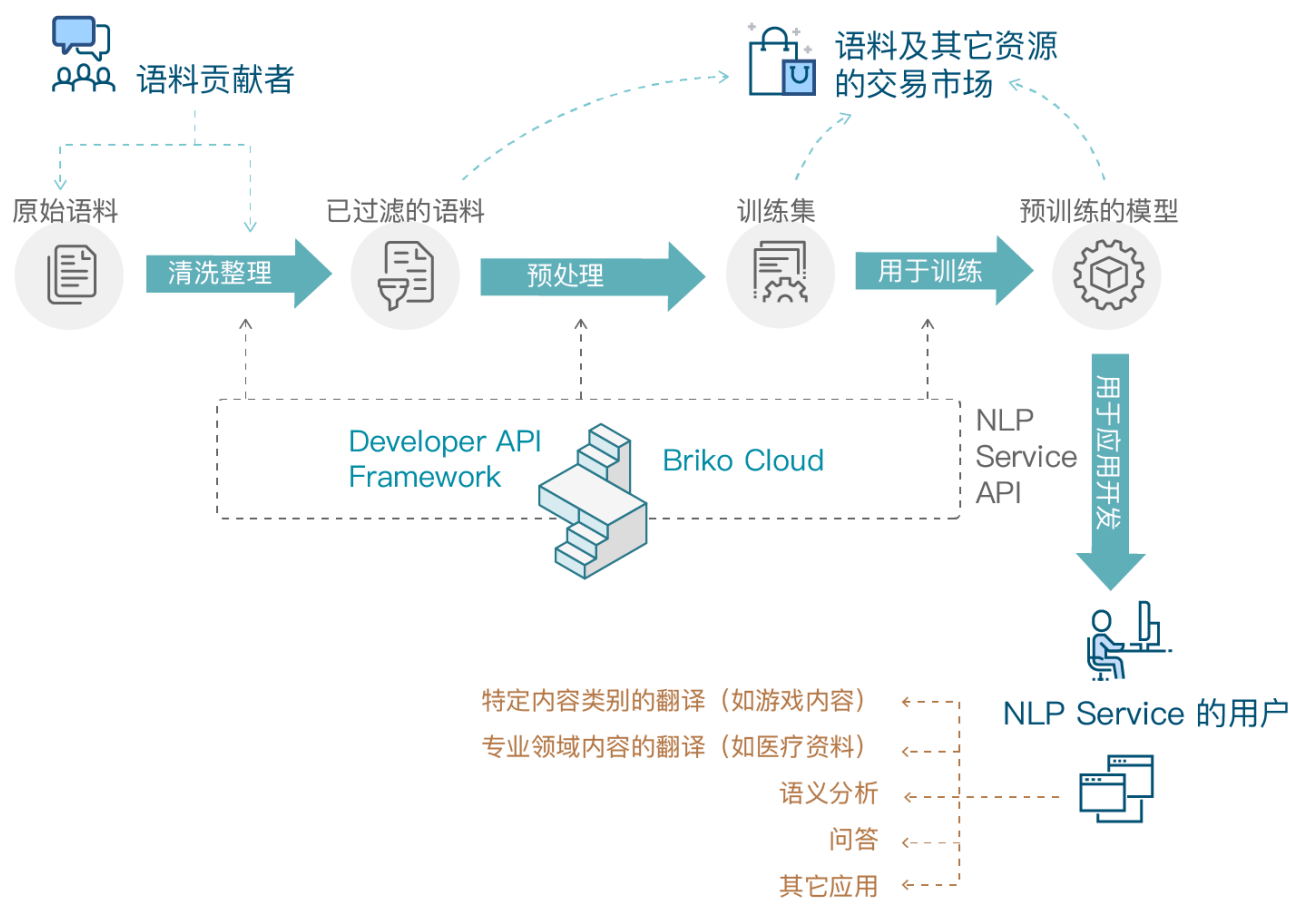 语料贡献者
语料及其它资源
的交易市场
原始语料
已过滤的语料
训练集
预训练的模型
清洗整理
预处理
用于训练
用于应用开发
Developer API
Framework
Briko Cloud
NLP
Service
API
NLP Service 的用户
特定内容类别的翻译（如游戏内容）
专业领域内容的翻译（如医疗资料）
语义分析
问答
其它应用